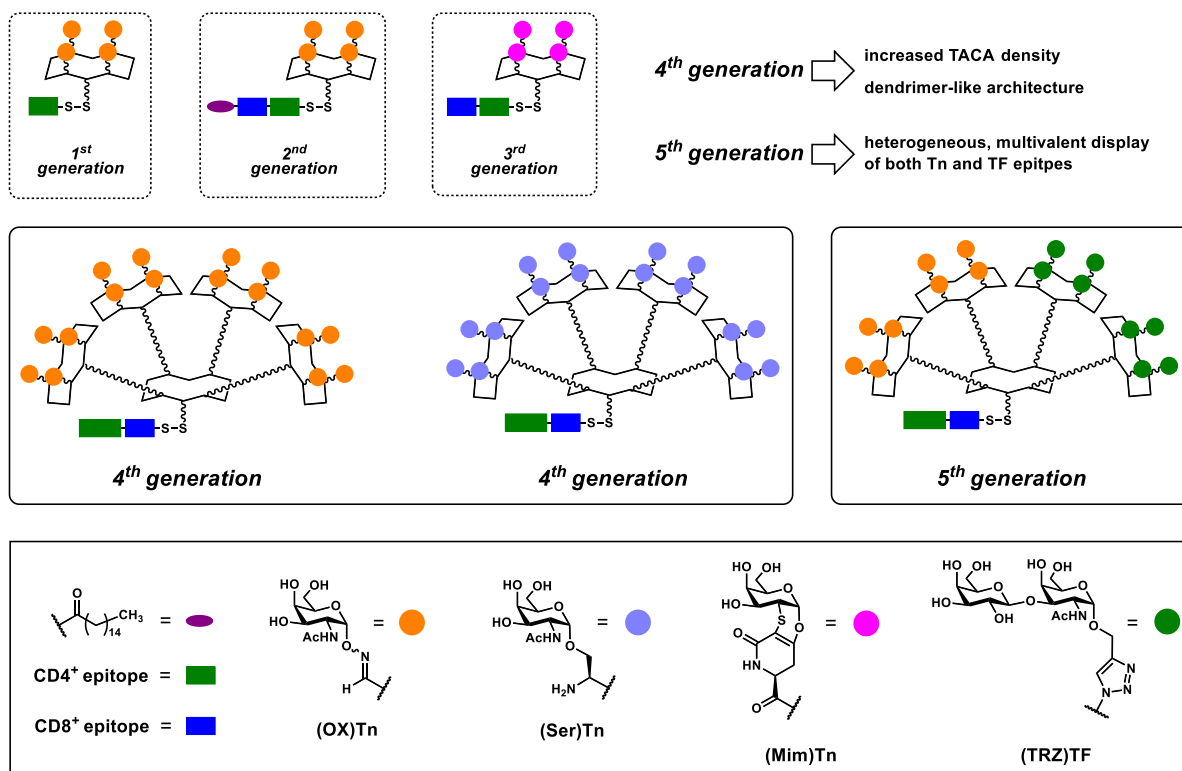 S–S
1st
generation
S–S
2nd
generation
S–S
3rd
generation
4th generation
increased TACA density
dendrimer-like architecture
5th generation
heterogeneous, multivalent display
of both Tn and TF epitpes
S–S
4th generation
S–S
4th generation
S–S
5th generation
O
CH3
14
=
CD4+ epitope =
CD8+ epitope =
HO OH
O
HO
AcHN
O
N
H
=
(OX)Tn
HO OH
O
HO
AcHN
O
H2N
=
(Ser)Tn
HO OH
O
HO
S
O
O
HN
O
=
(Mim)Tn
HO OH
O
HO
OH
O
HO OH
O
AcHN
O
N
N
N
=
(TRZ)TF